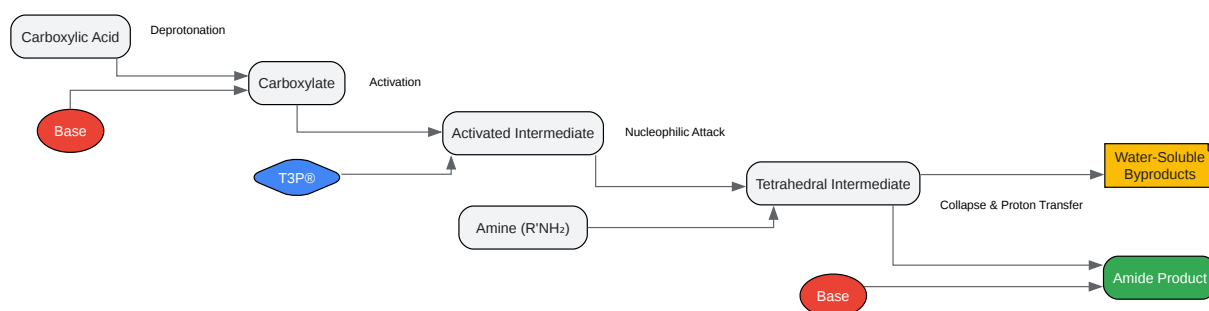 Carboxylic Acid
Deprotonation
Base
Carboxylate
Activation
T3P®
Activated Intermediate
Nucleophilic Attack
Amine (R'NH₂)
Tetrahedral Intermediate
Collapse & Proton Transfer
Water-Soluble
Byproducts
Base
Amide Product